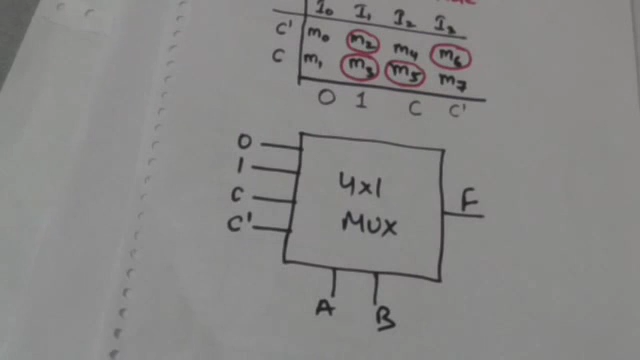 I₀ I₁ I₂ I₃
C' m₀ m₂ m₄ m₆
C m₁ m₃ m₅ m₇
0 1 C C'
0
1
C
C'
4x1
MUX
F
A B